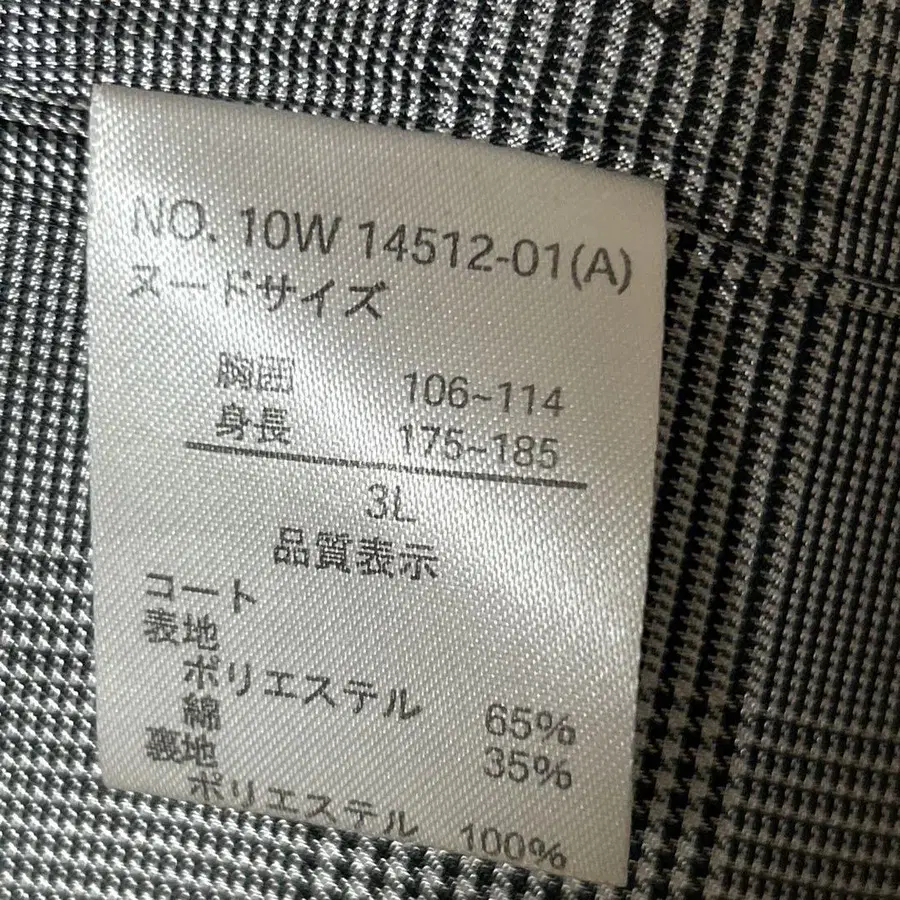 NO. 10W 14512-01(A)
ヌードサイズ
胸囲 106~114
身長 175~185
3L
品質表示
コート
表地
ポリエステル 65%
綿 35%
裏地
ポリエステル 100%